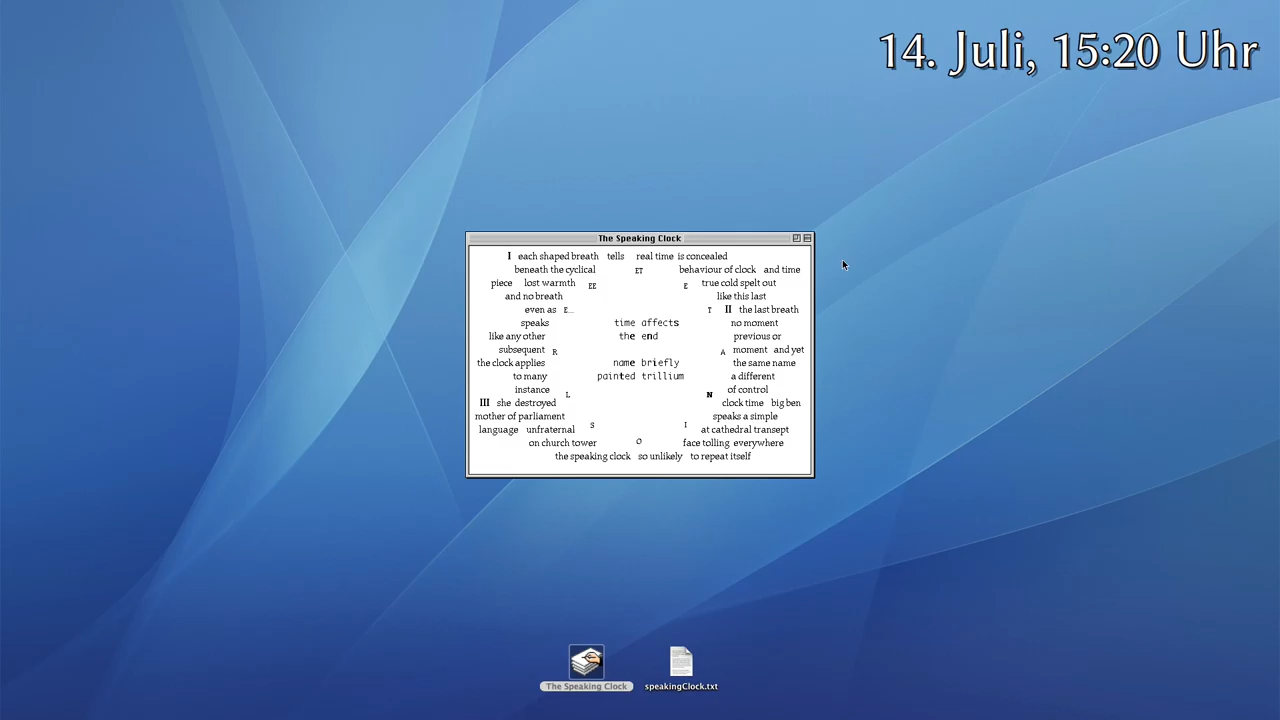 14. Juli, 15:20 Uhr
The Speaking Clock
I each shaped breath tells real time is concealed
beneath the cyclical ET behaviour of clock and time
piece lost warmth EE E true cold spelt out
and no breath like this last
even as E... T II the last breath
speaks time affects no moment
like any other the end previous or
subsequent R A moment and yet
the clock applies name briefly the same name
to many painted trillium a different
instance L N of control
III she destroyed clock time big ben
mother of parliament speaks a simple
language unfraternal S I at cathedral transept
on church tower O face tolling everywhere
the speaking clock so unlikely to repeat itself
The Speaking Clock
speakingClock.txt